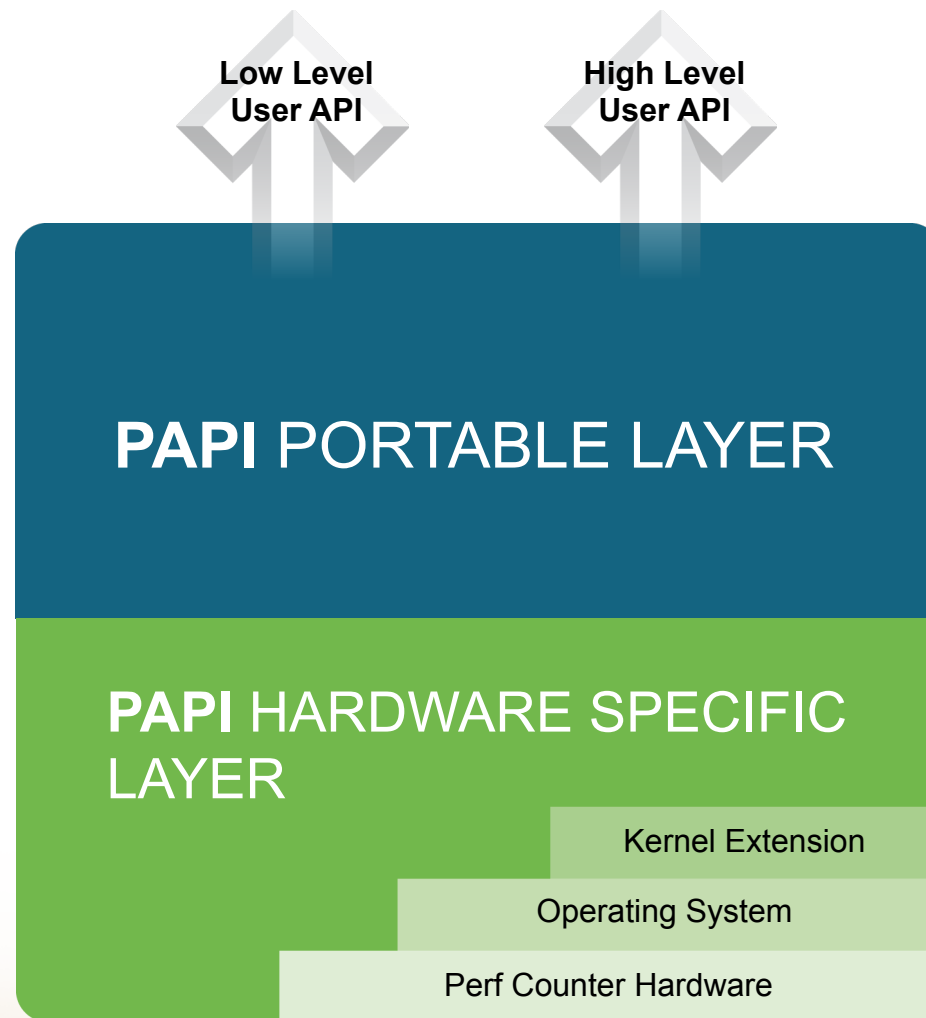 Low Level
User API
High Level
User API
PAPI PORTABLE LAYER
PAPI HARDWARE SPECIFIC
LAYER
Kernel Extension
Operating System
Perf Counter Hardware